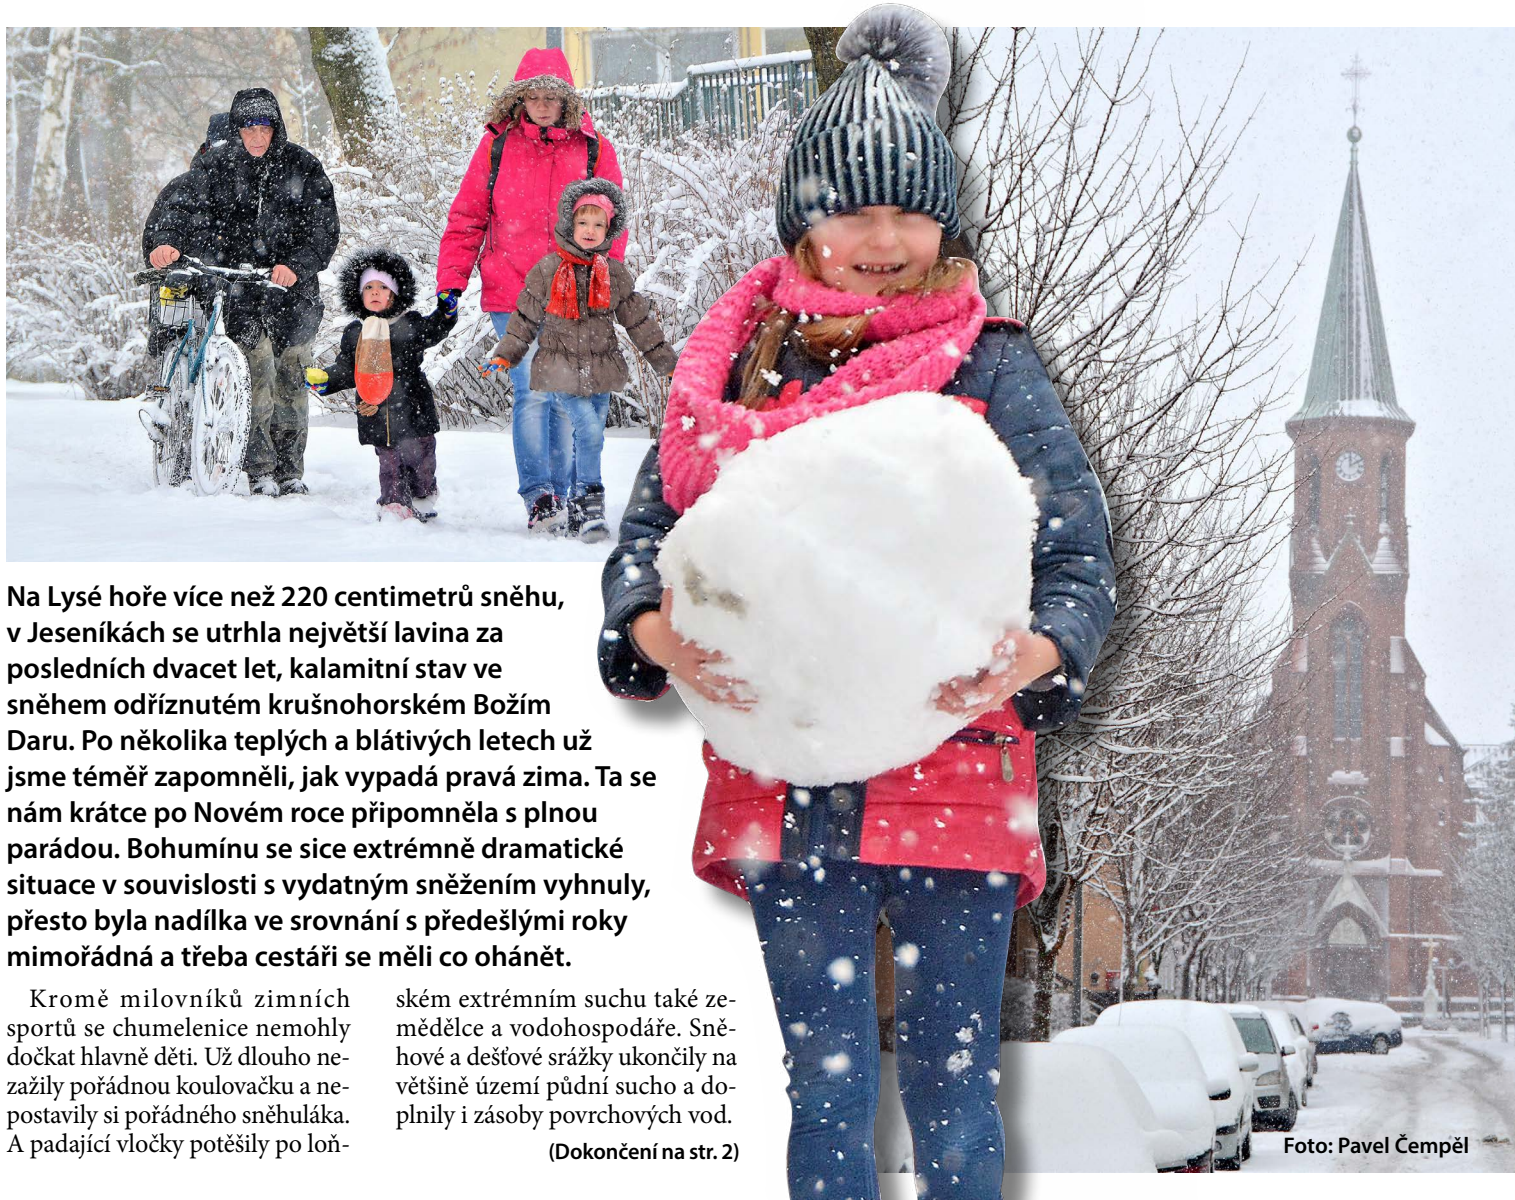 Na Lysé hoře více než 220 centimetrů sněhu,
v Jeseníkách se utrhla největší lavina za
posledních dvacet let, kalamitní stav ve
sněhem odříznutém krušnohorském Božím
Daru. Po několika teplých a blátivých letech už
jsme téměř zapomněli, jak vypadá pravá zima. Ta se
nám krátce po Novém roce připomněla s plnou
parádou. Bohumínu se sice extrémně dramatické
situace v souvislosti s vydatným sněžením vyhnuly,
přesto byla nadílka ve srovnání s předešlými roky
mimořádná a třeba cestáři se měli co ohánět.
Kromě milovníků zimních
sportů se chumelenice nemohly
dočkat hlavně děti. Už dlouho ne-
zažily pořádnou koulovačku a ne-
postavily si pořádného sněhuláka.
A padající vločky potěšily po loň-
ském extrémním suchu také ze-
mědělce a vodohospodáře. Sně-
hové a dešťové srážky ukončily na
většině území půdní sucho a do-
plnily i zásoby povrchových vod.
(Dokončení na str. 2)
Foto: Pavel Čempěl